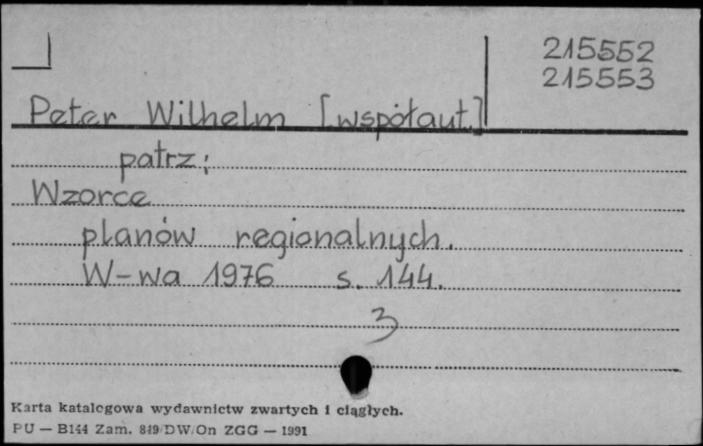 215552
215553
Peter Wilhelm [współaut.]
patrz:
Wzorce
planów regionalnych.
W-wa 1976 s. 144.
3
Karta katalogowa wydawnictw zwartych i ciągłych.
PU — B144 Zam. 849/DW/On ZGG — 1991